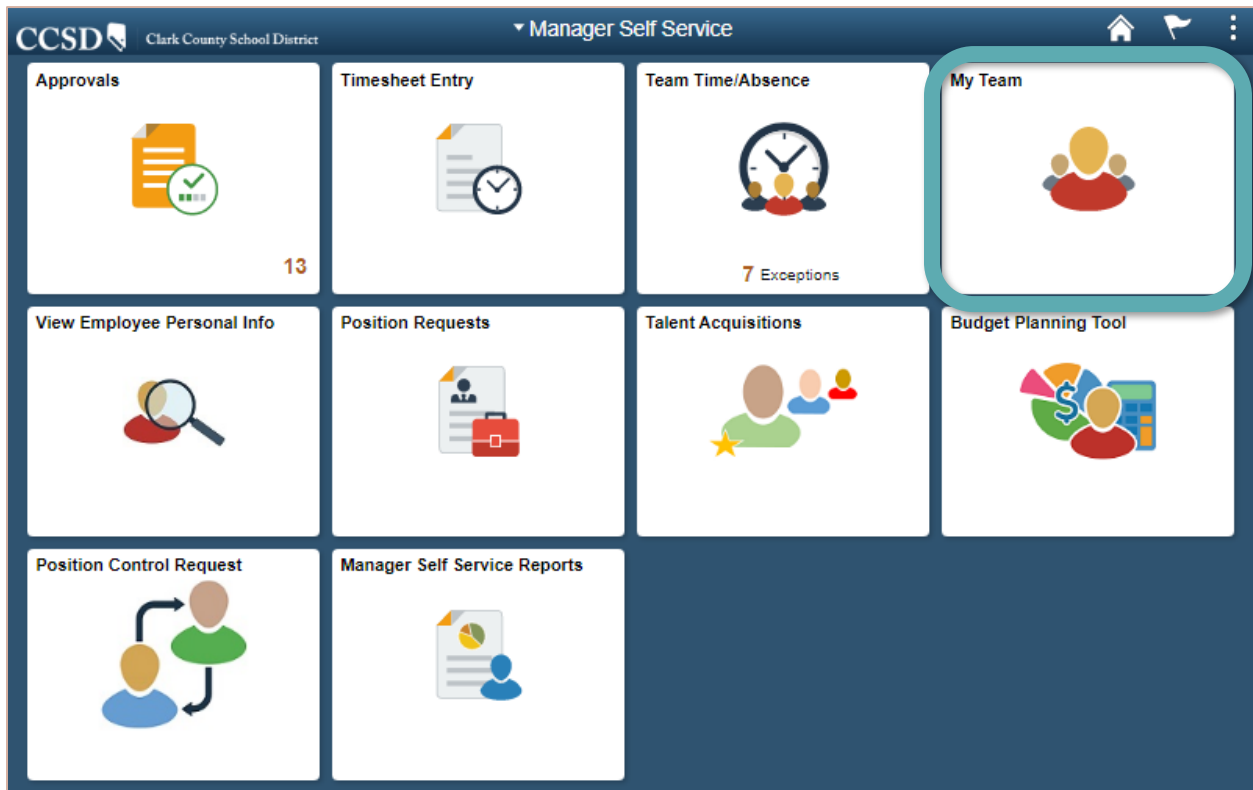 CCSD Clark County School District
Manager Self Service
Approvals
Timesheet Entry
Team Time/Absence
My Team
13
7 Exceptions
View Employee Personal Info
Position Requests
Talent Acquisitions
Budget Planning Tool
$
Position Control Request
Manager Self Service Reports